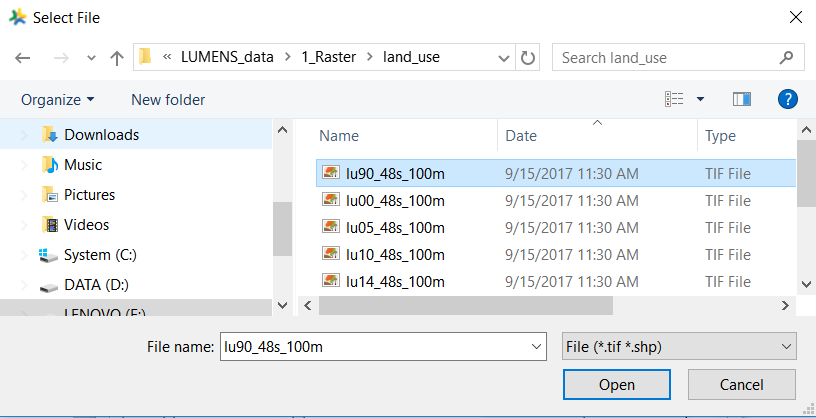 Select File
« LUMENS_data > 1_Raster > land_use
Search land_use
Organize
New folder
Downloads
Music
Pictures
Videos
System (C:)
DATA (D:)
LENOVO (E:)
Name Date Type
lu90_48s_100m 9/15/2017 11:30 AM TIF File
lu00_48s_100m 9/15/2017 11:30 AM TIF File
lu05_48s_100m 9/15/2017 11:30 AM TIF File
lu10_48s_100m 9/15/2017 11:30 AM TIF File
lu14_48s_100m 9/15/2017 11:30 AM TIF File
File name: lu90_48s_100m
File (*.tif *.shp)
Open Cancel